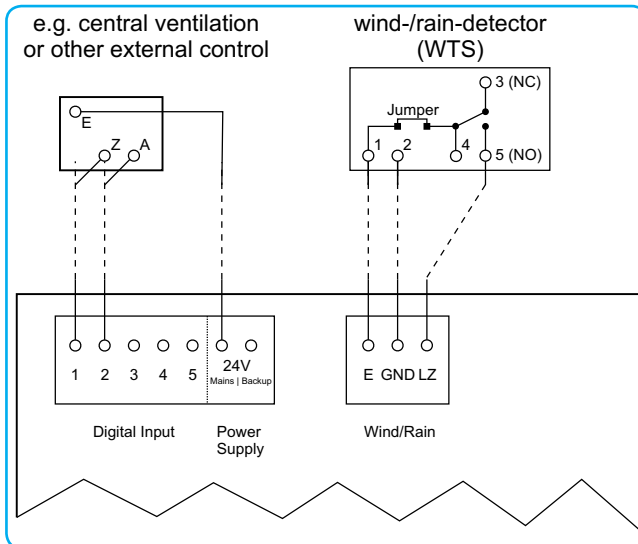 e.g. central ventilation
or other external control
wind-/rain-detector
(WTS)
E
Z A
3 (NC)
Jumper
1 2 4 5 (NO)
1 2 3 4 5
24V
Mains | Backup
E GND LZ
Digital Input
Power
Supply
Wind/Rain